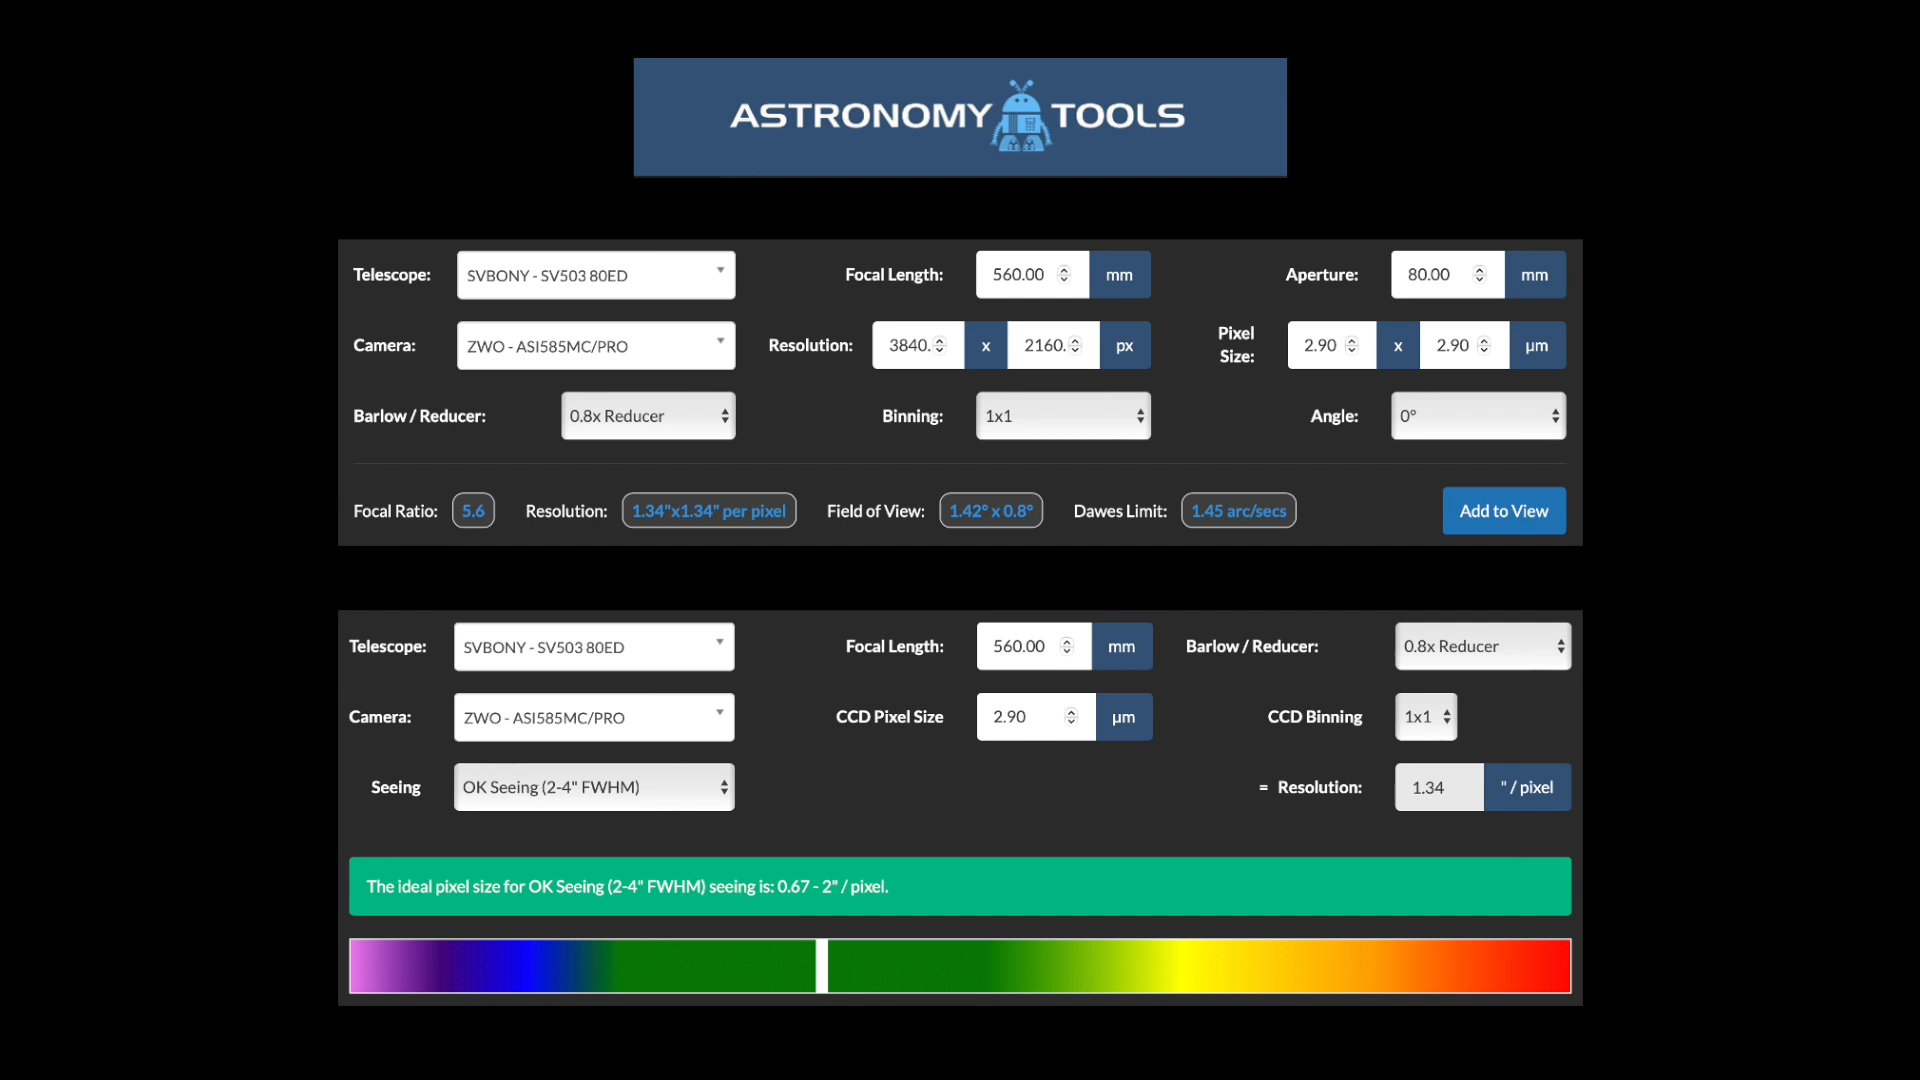 ASTRONOMY TOOLS
Telescope: SVBONY - SV503 80ED Focal Length: 560.00 mm Aperture: 80.00 mm
Camera: ZWO - ASI585MC/PRO Resolution: 3840. x 2160. px Pixel Size: 2.90 x 2.90 µm
Barlow / Reducer: 0.8x Reducer Binning: 1x1 Angle: 0°
Focal Ratio: 5.6 Resolution: 1.34"x1.34" per pixel Field of View: 1.42° x 0.8° Dawes Limit: 1.45 arc/secs Add to View
Telescope: SVBONY - SV503 80ED Focal Length: 560.00 mm Barlow / Reducer: 0.8x Reducer
Camera: ZWO - ASI585MC/PRO CCD Pixel Size 2.90 µm CCD Binning 1x1
Seeing OK Seeing (2-4" FWHM) = Resolution: 1.34 " / pixel
The ideal pixel size for OK Seeing (2-4" FWHM) seeing is: 0.67 - 2" / pixel.